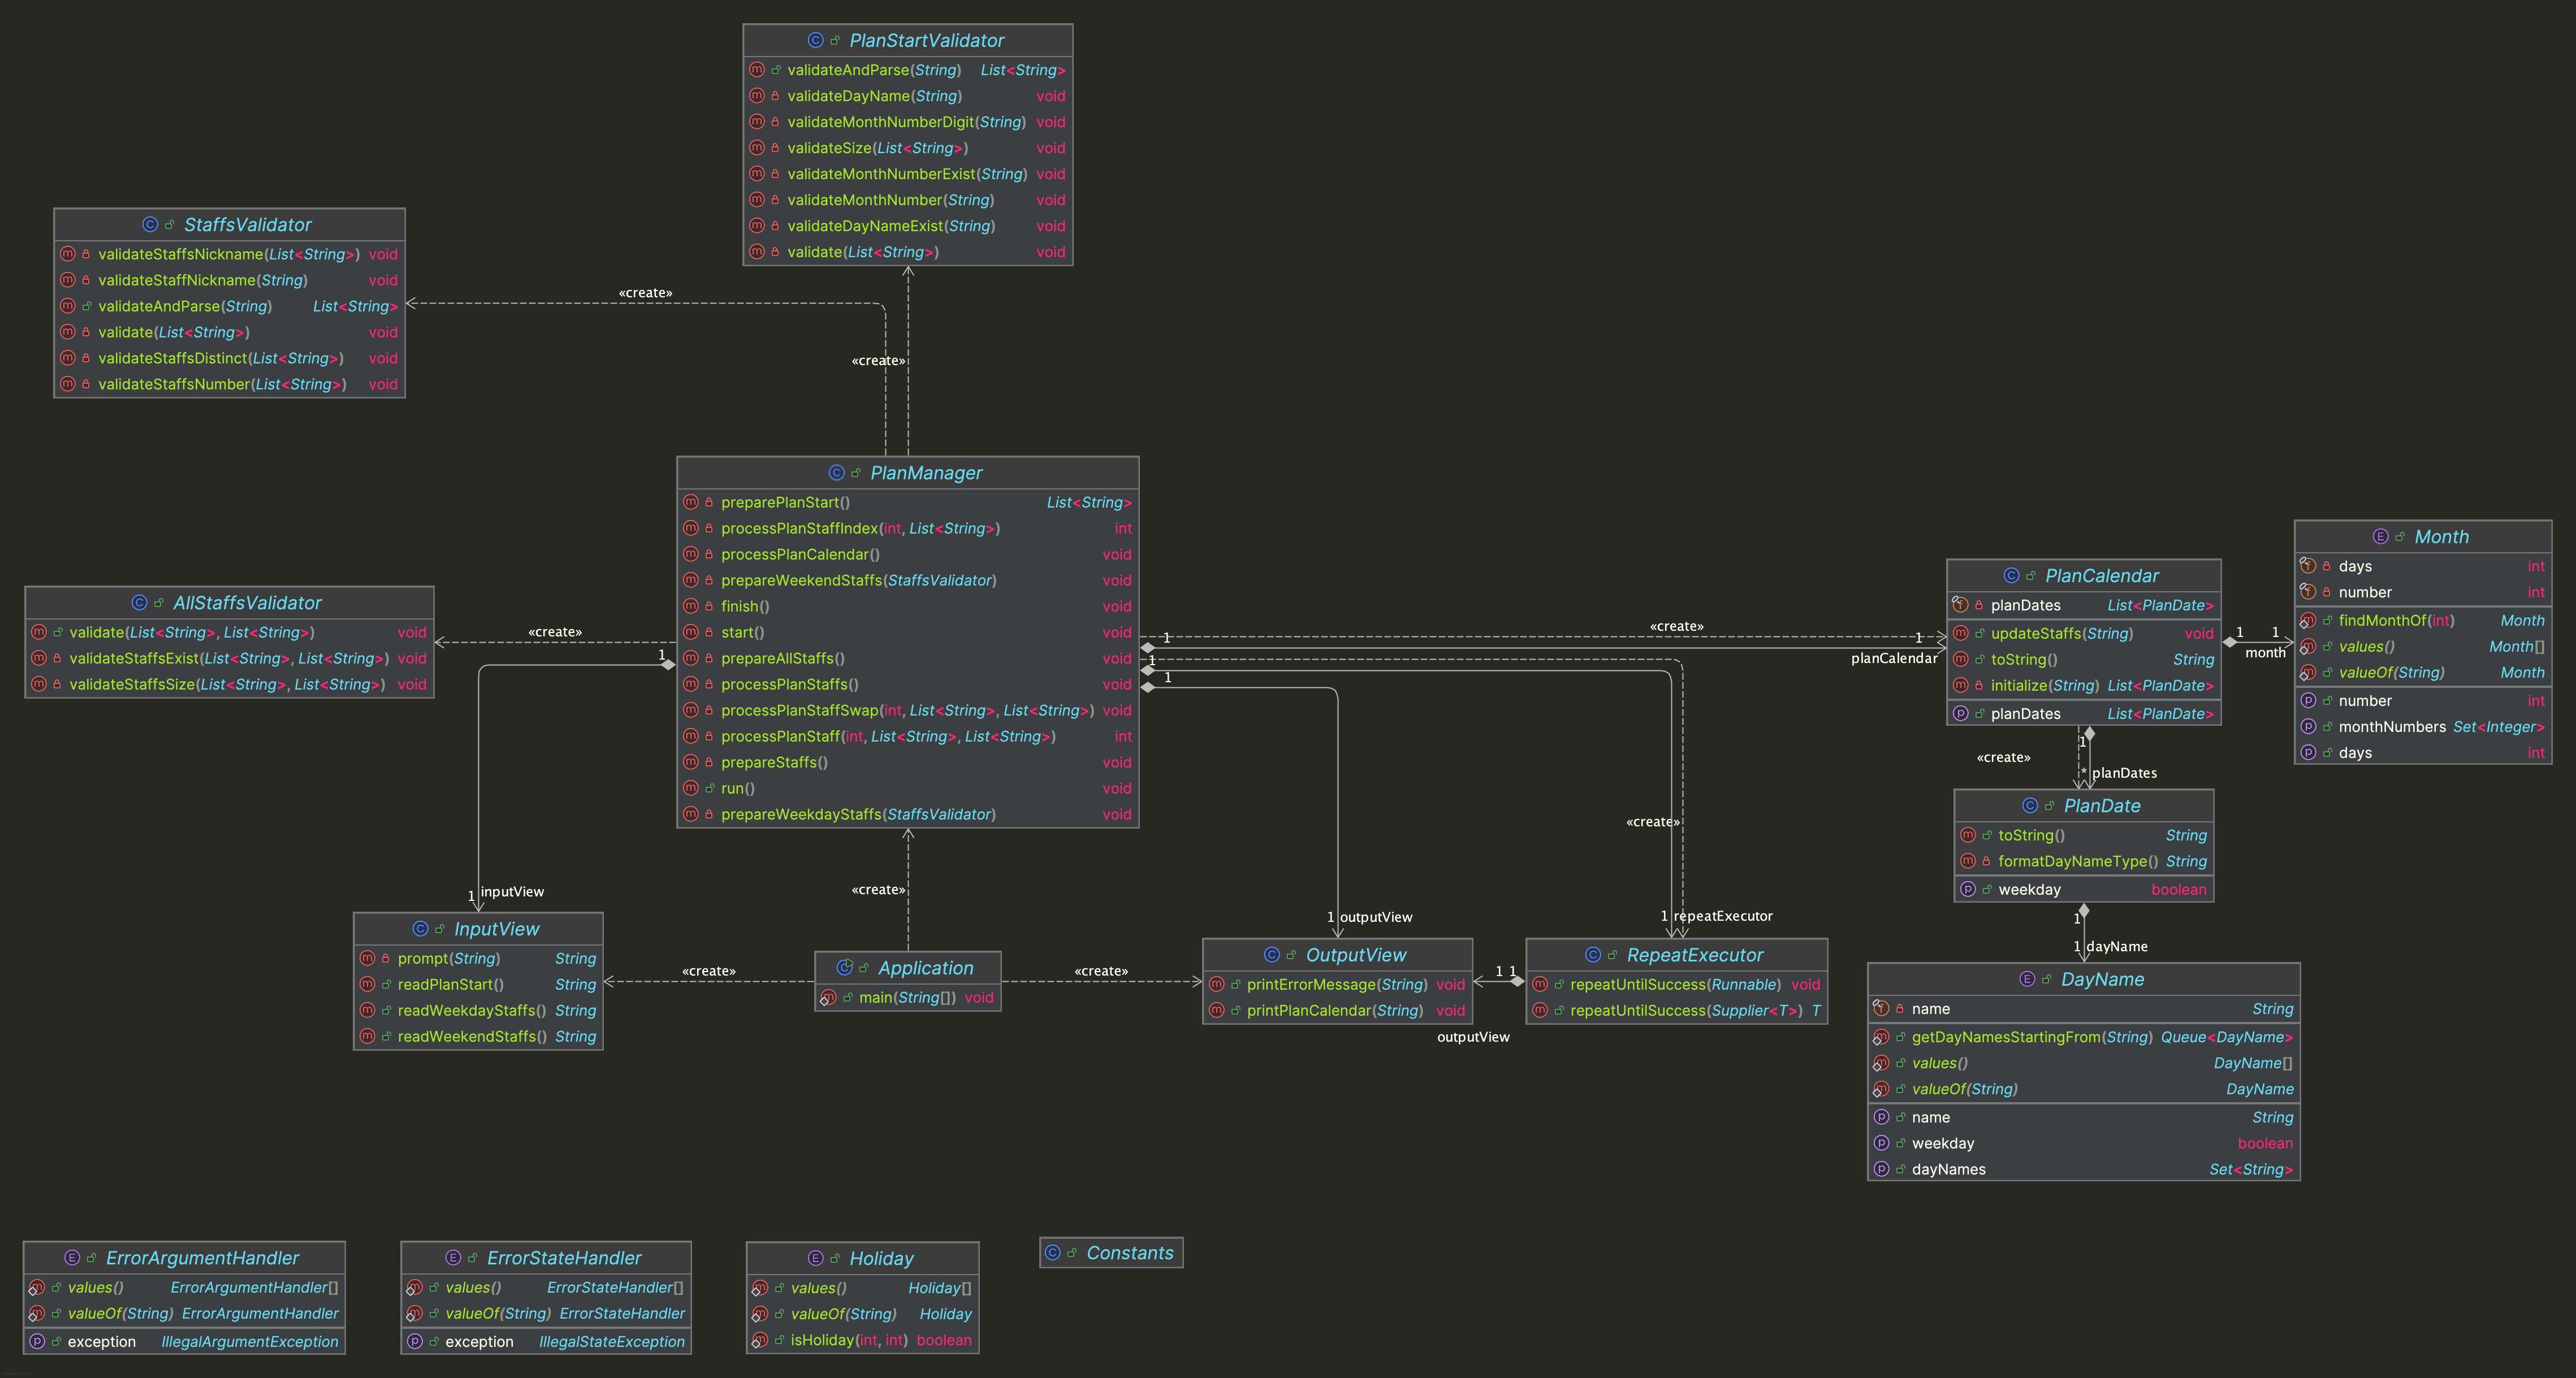 PlanStartValidator
validateAndParse(String) List<String>
validateDayName(String) void
validateMonthNumberDigit(String) void
validateSize(List<String>) void
validateMonthNumberExist(String) void
validateMonthNumber(String) void
validateDayNameExist(String) void
validate(List<String>) void
StaffsValidator
validateStaffsNickname(List<String>) void
validateStaffNickname(String) void
validateAndParse(String) List<String>
validate(List<String>) void
validateStaffsDistinct(List<String>) void
validateStaffsNumber(List<String>) void
«create»
«create»
PlanManager
preparePlanStart() List<String>
processPlanStaffIndex(int, List<String>) int
processPlanCalendar() void
prepareWeekendStaffs(StaffsValidator) void
finish() void
start() void
prepareAllStaffs() void
processPlanStaffs() void
processPlanStaffSwap(int, List<String>, List<String>) void
processPlanStaff(int, List<String>, List<String>) int
prepareStaffs() void
run() void
prepareWeekdayStaffs(StaffsValidator) void
AllStaffsValidator
validate(List<String>, List<String>) void
validateStaffsExist(List<String>, List<String>) void
validateStaffsSize(List<String>, List<String>) void
«create»
1
1 inputView
«create»
1 1
planCalendar
1
1
«create»
1 outputView
1 repeatExecutor
PlanCalendar
planDates List<PlanDate>
updateStaffs(String) void
toString() String
initialize(String) List<PlanDate>
planDates List<PlanDate>
1 1
month
Month
days int
number int
findMonthOf(int) Month
values() Month[]
valueOf(String) Month
number int
monthNumbers Set<Integer>
days int
1
«create»
* planDates
PlanDate
toString() String
formatDayNameType() String
weekday boolean
1
1 dayName
DayName
name String
getDayNamesStartingFrom(String) Queue<DayName>
values() DayName[]
valueOf(String) DayName
name String
weekday boolean
dayNames Set<String>
InputView
prompt(String) String
readPlanStart() String
readWeekdayStaffs() String
readWeekendStaffs() String
«create»
«create»
Application
main(String[]) void
«create»
OutputView
printErrorMessage(String) void
printPlanCalendar(String) void
1 1
outputView
RepeatExecutor
repeatUntilSuccess(Runnable) void
repeatUntilSuccess(Supplier<T>) T
ErrorArgumentHandler
values() ErrorArgumentHandler[]
valueOf(String) ErrorArgumentHandler
exception IllegalArgumentException
ErrorStateHandler
values() ErrorStateHandler[]
valueOf(String) ErrorStateHandler
exception IllegalStateException
Holiday
values() Holiday[]
valueOf(String) Holiday
isHoliday(int, int) boolean
Constants